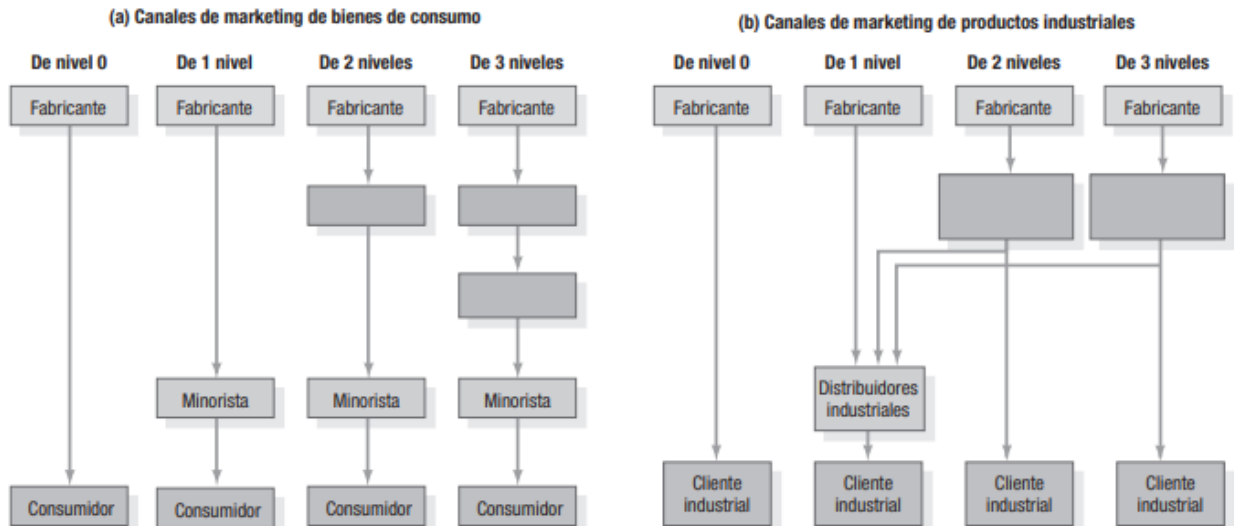 (a) Canales de marketing de bienes de consumo
De nivel 0
De 1 nivel
De 2 niveles
De 3 niveles
Fabricante
Fabricante
Fabricante
Fabricante
Minorista
Minorista
Minorista
Consumidor
Consumidor
Consumidor
Consumidor
(b) Canales de marketing de productos industriales
De nivel 0
De 1 nivel
De 2 niveles
De 3 niveles
Fabricante
Fabricante
Fabricante
Fabricante
Distribuidores
industriales
Cliente
industrial
Cliente
industrial
Cliente
industrial
Cliente
industrial